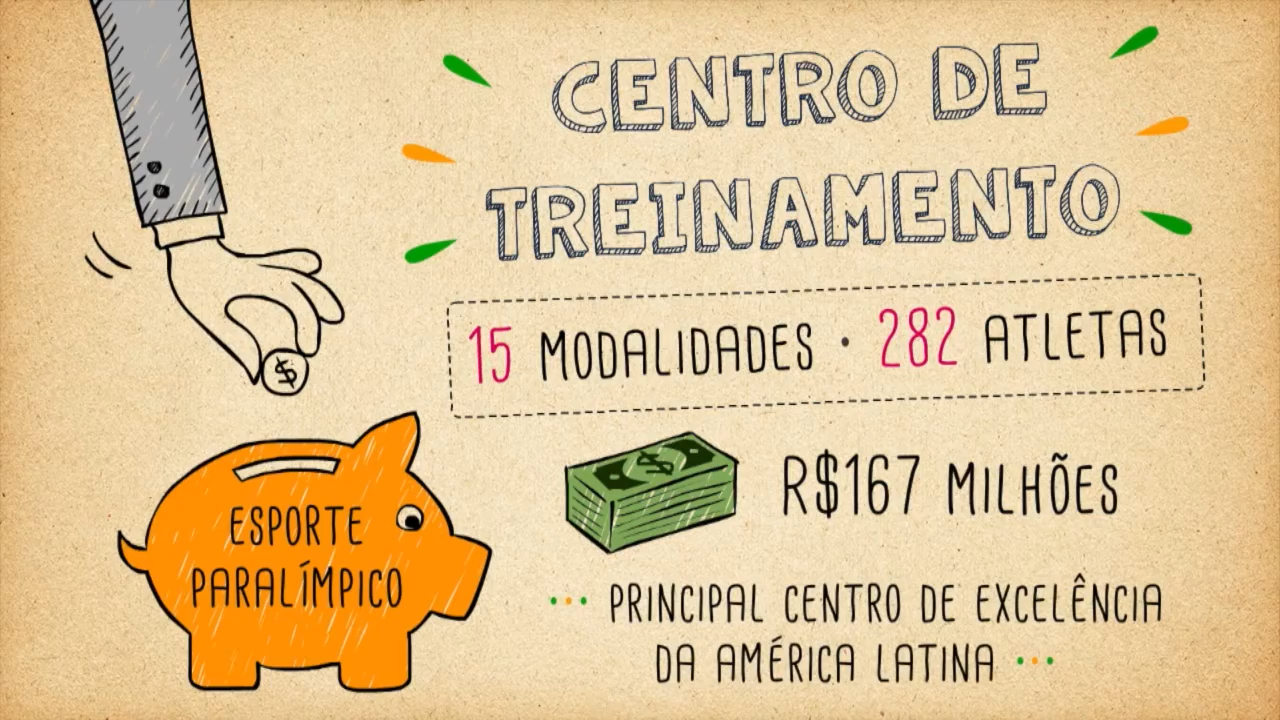 CENTRO DE
TREINAMENTO
15 MODALIDADES · 282 ATLETAS
$
R$167 MILHÕES
$
ESPORTE
PARALÍMPICO
PRINCIPAL CENTRO DE EXCELÊNCIA
DA AMÉRICA LATINA